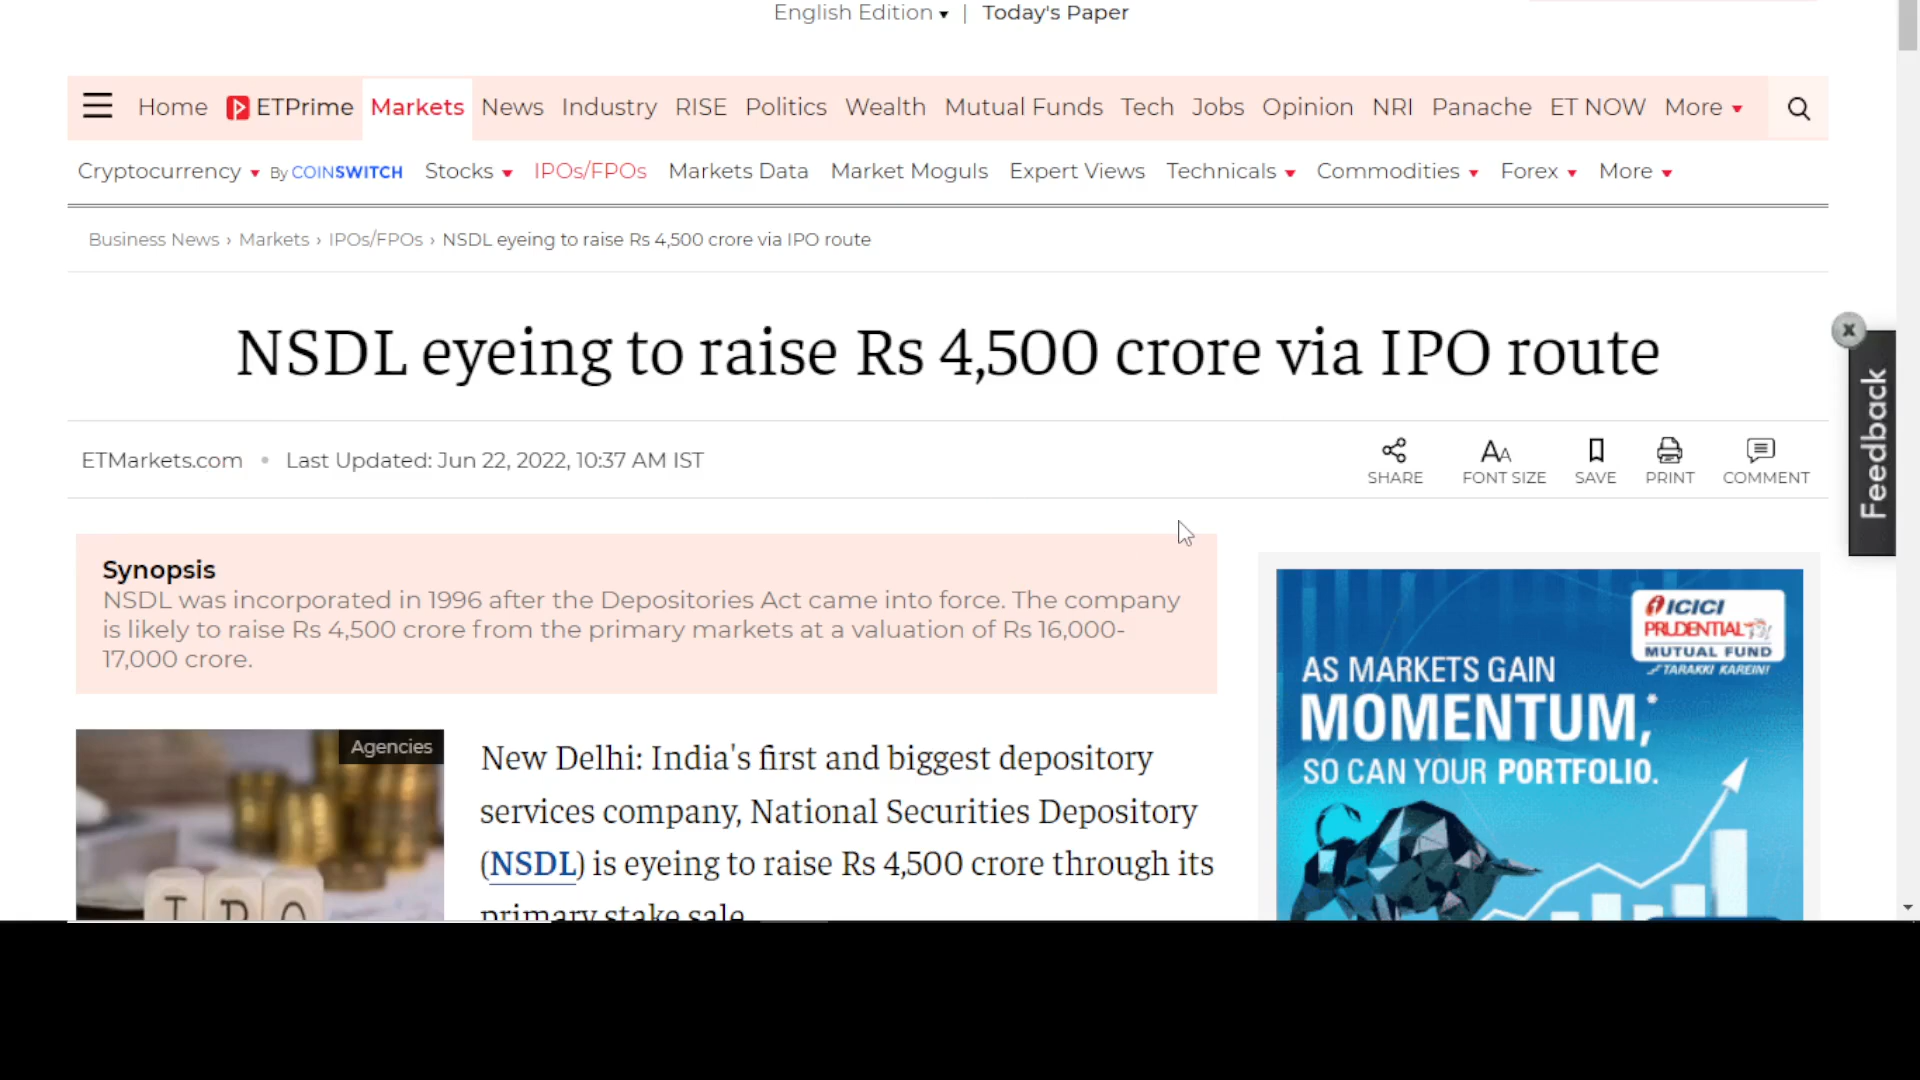 English Edition | Today's Paper
Home ETPrime Markets News Industry RISE Politics Wealth Mutual Funds Tech Jobs Opinion NRI Panache ET NOW More
Cryptocurrency By COINSWITCH Stocks IPOs/FPOs Markets Data Market Moguls Expert Views Technicals Commodities Forex More
Business News › Markets › IPOs/FPOs › NSDL eyeing to raise Rs 4,500 crore via IPO route
NSDL eyeing to raise Rs 4,500 crore via IPO route
ETMarkets.com • Last Updated: Jun 22, 2022, 10:37 AM IST
SHARE FONT SIZE SAVE PRINT COMMENT
Feedback
Synopsis
NSDL was incorporated in 1996 after the Depositories Act came into force. The company
is likely to raise Rs 4,500 crore from the primary markets at a valuation of Rs 16,000-
17,000 crore.
Agencies
IPO
New Delhi: India's first and biggest depository
services company, National Securities Depository
(NSDL) is eyeing to raise Rs 4,500 crore through its
primary stake sale.
ICICI
PRUDENTIAL
MUTUAL FUND
TARAKKI KAREIN!
AS MARKETS GAIN
MOMENTUM,*
SO CAN YOUR PORTFOLIO.